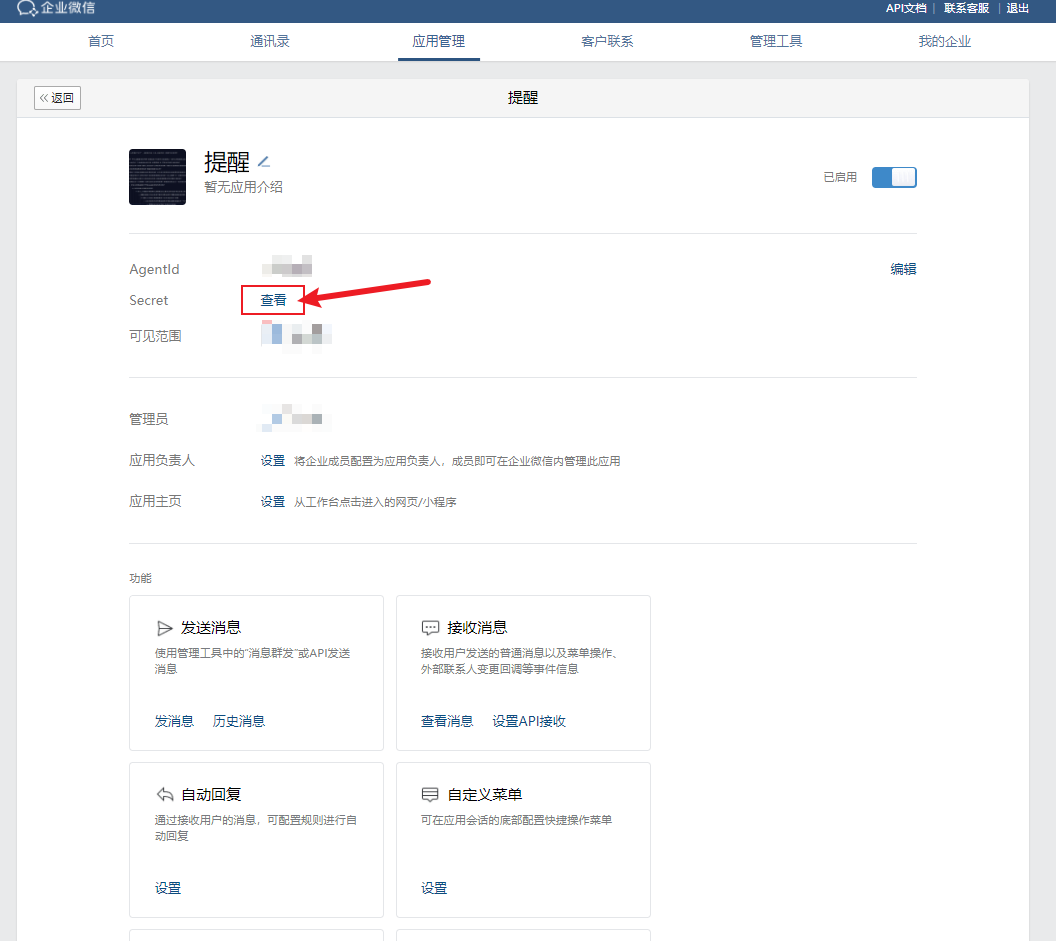 企业微信
API文档 | 联系客服 | 退出
首页 通讯录 应用管理 客户联系 管理工具 我的企业
«返回
提醒
提醒
暂无应用介绍
已启用
AgentId
编辑
Secret 查看
可见范围
管理员
应用负责人 设置 将企业成员配置为应用负责人，成员即可在企业微信内管理此应用
应用主页 设置 从工作台点击进入的网页/小程序
功能
发送消息
使用管理工具中的“消息群发”或API发送
消息
发消息 历史消息
接收消息
接收用户发送的普通消息以及菜单操作、
外部联系人变更回调等事件信息
查看消息 设置API接收
自动回复
通过接收用户的消息，可配置规则进行自
动回复
设置
自定义菜单
可在应用会话的底部配置快捷操作菜单
设置